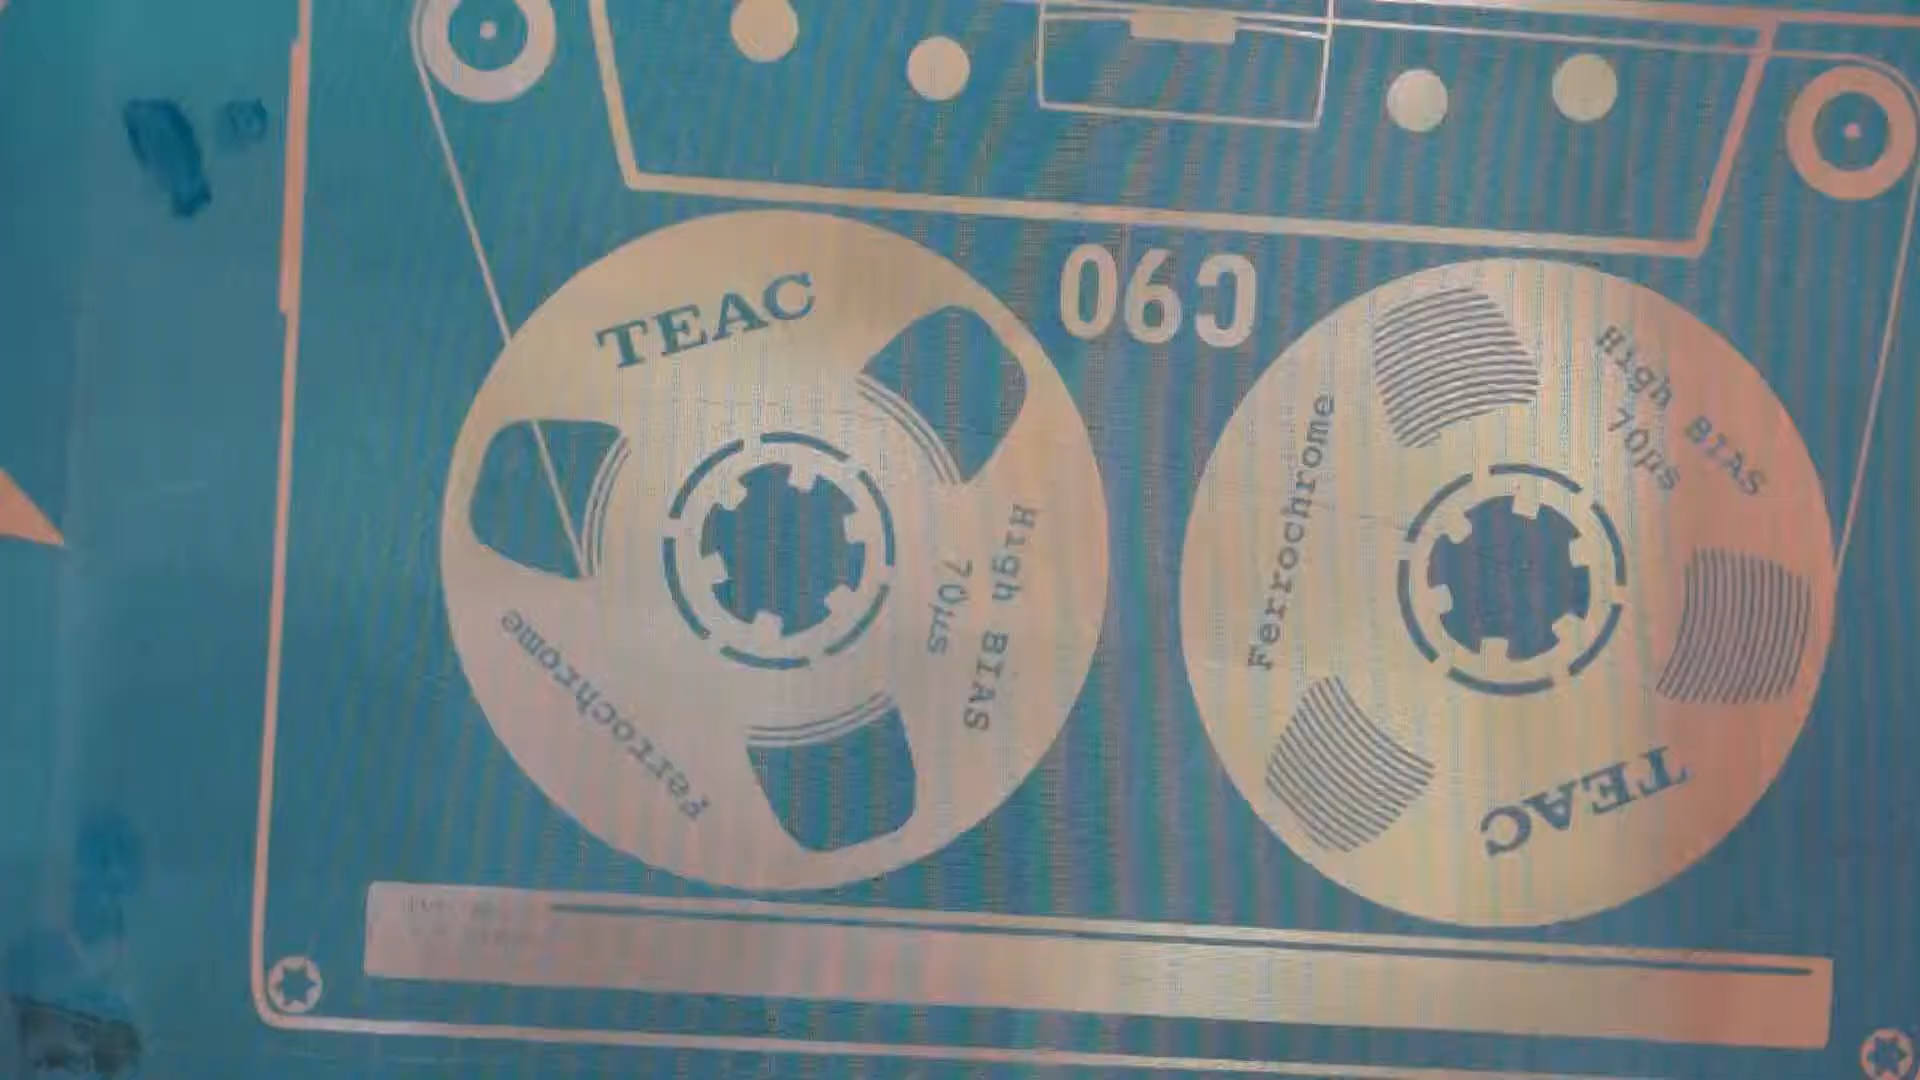 C90
TEAC
High BIAS
70µs
Ferrochrome
Ferrochrome
High BIAS
70µs
TEAC